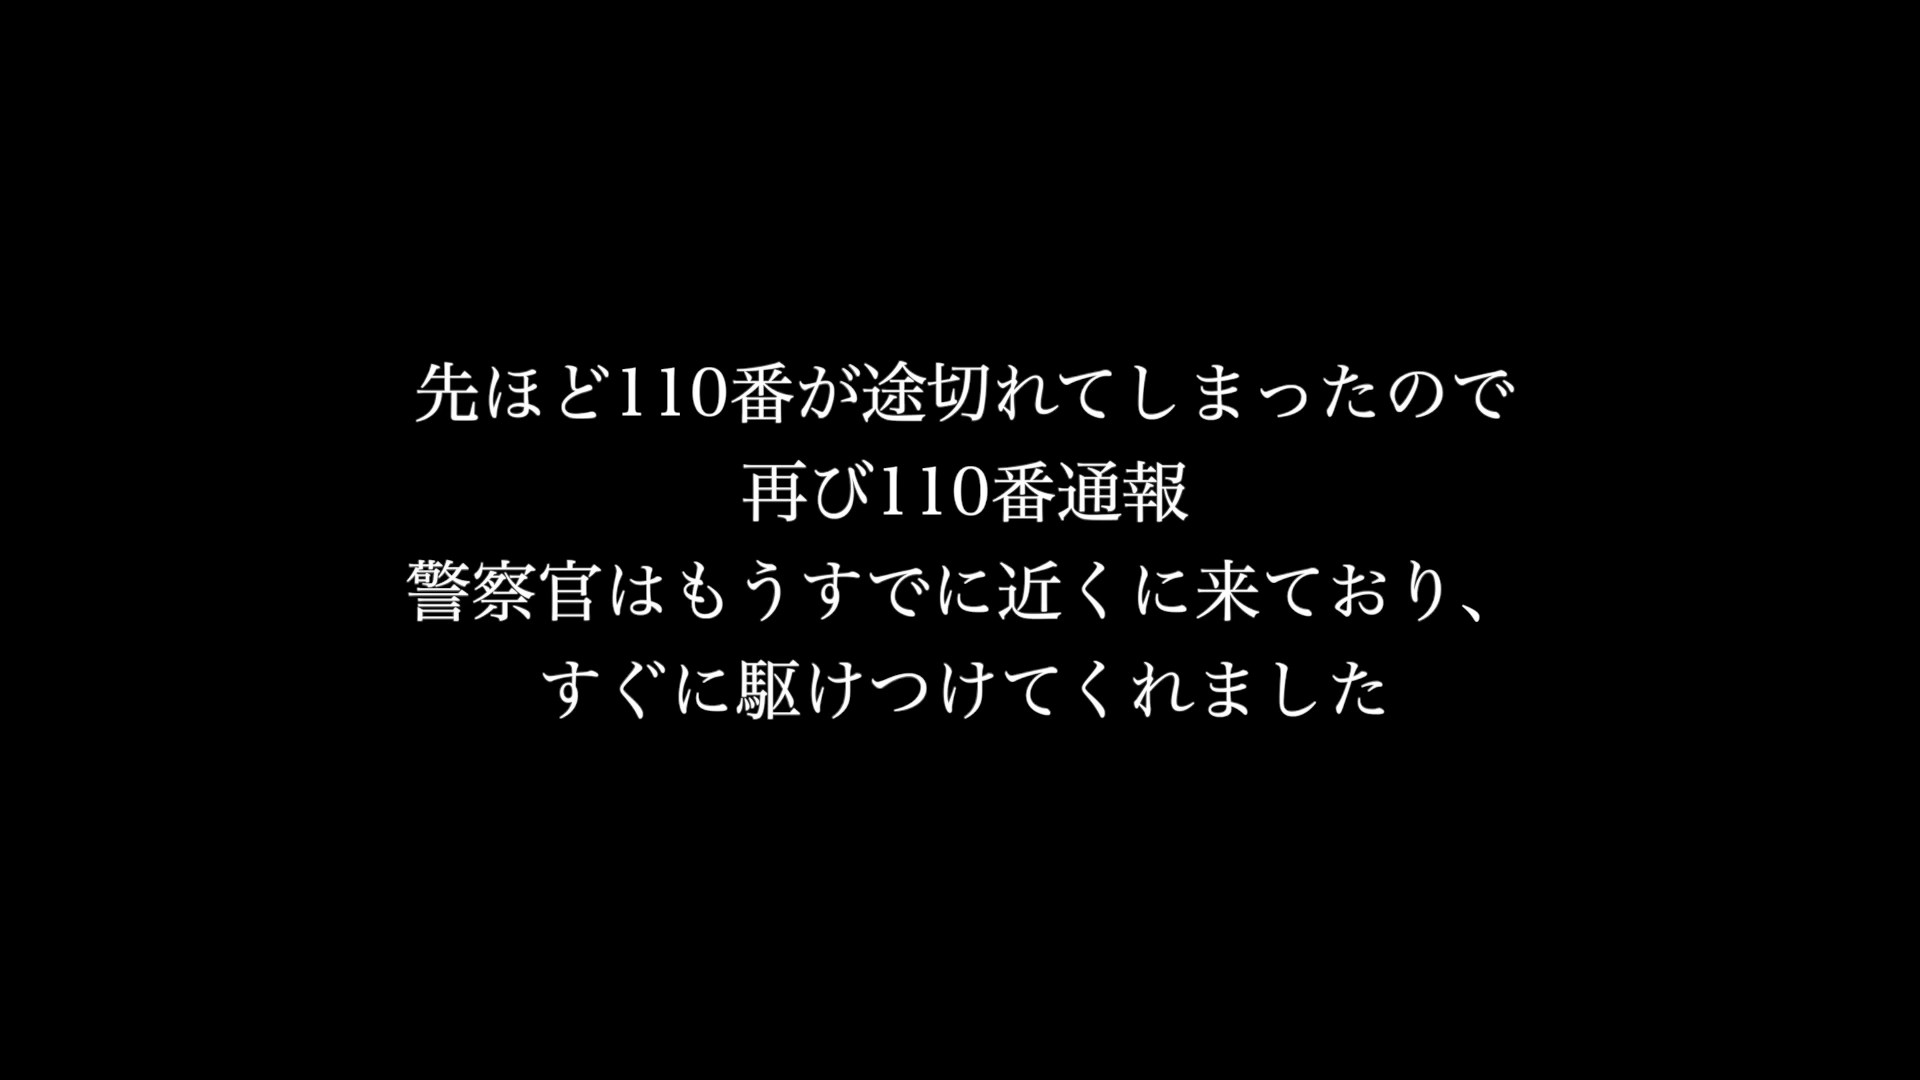 先ほど110番が途切れてしまったので
再び110番通報
警察官はもうすでに近くに来ており、
すぐに駆けつけてくれました